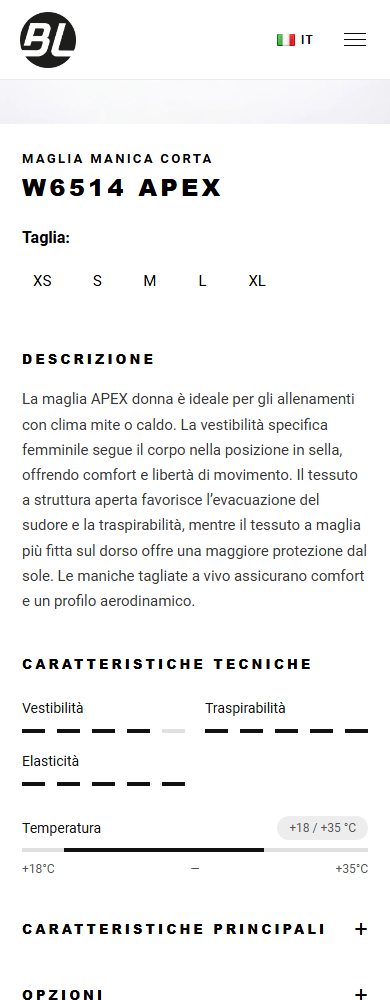 BL
IT
MAGLIA MANICA CORTA
W6514 APEX
Taglia:
XS S M L XL
DESCRIZIONE
La maglia APEX donna è ideale per gli allenamenti
con clima mite o caldo. La vestibilità specifica
femminile segue il corpo nella posizione in sella,
offrendo comfort e libertà di movimento. Il tessuto
a struttura aperta favorisce l’evacuazione del
sudore e la traspirabilità, mentre il tessuto a maglia
più fitta sul dorso offre una maggiore protezione dal
sole. Le maniche tagliate a vivo assicurano comfort
e un profilo aerodinamico.
CARATTERISTICHE TECNICHE
Vestibilità Traspirabilità
Elasticità
Temperatura +18 / +35 °C
+18°C — +35°C
CARATTERISTICHE PRINCIPALI +
OPZIONI +